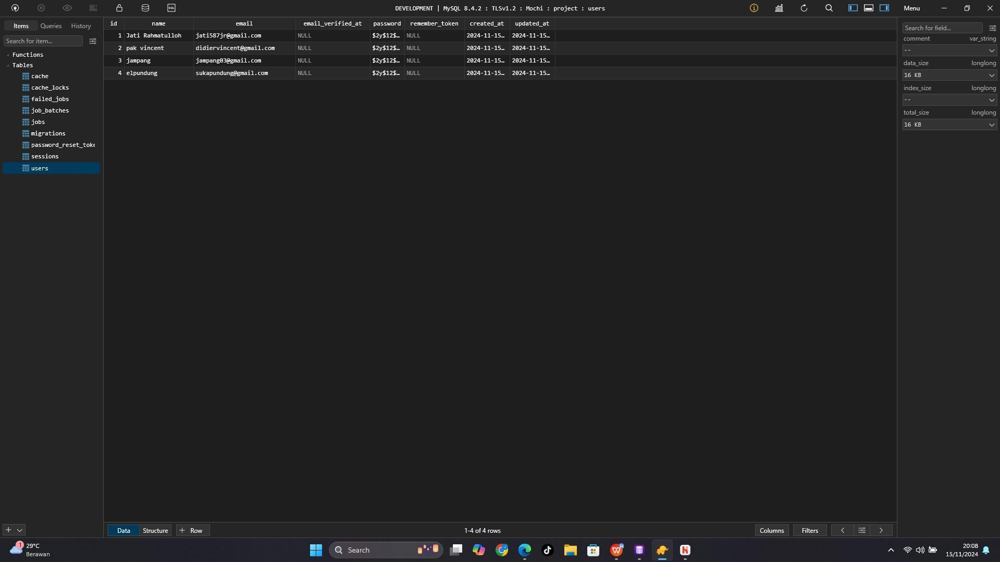 SQL
DEVELOPMENT | MySQL 8.4.2 : TLSv1.2 : Mochi : project : users
Menu
Items Queries History
Search for item...
Functions
Tables
cache
cache_locks
failed_jobs
job_batches
jobs
migrations
password_reset_toke
sessions
users
id name email email_verified_at password remember_token created_at updated_at
1 Jati Rahmatulloh jati587jr@gmail.com NULL $2y$12$… NULL 2024-11-15… 2024-11-15…
2 pak vincent didiervincent@gmail.com NULL $2y$12$… NULL 2024-11-15… 2024-11-15…
3 jampang jampang03@gmail.com NULL $2y$12$… NULL 2024-11-15… 2024-11-15…
4 elpundung sukapundung@gmail.com NULL $2y$12$… NULL 2024-11-15… 2024-11-15…
Search for field...
comment var_string
--
data_size longlong
16 KB
index_size longlong
--
total_size longlong
16 KB
Data Structure + Row
1-4 of 4 rows
Columns Filters
1
29°C
Berawan
Search
20:08
15/11/2024